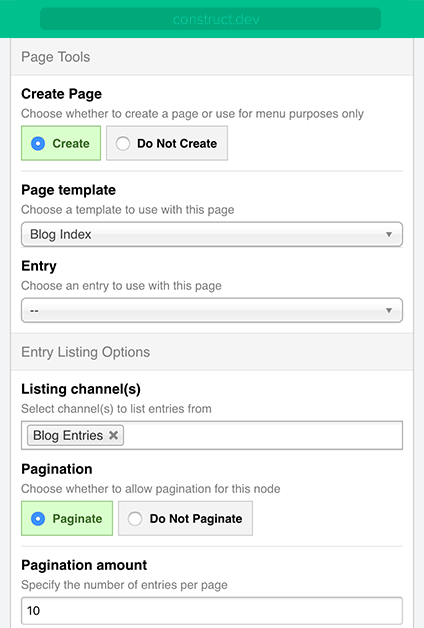 construct.dev
Page Tools
Create Page
Choose whether to create a page or use for menu purposes only
Create
Do Not Create
Page template
Choose a template to use with this page
Blog Index
Entry
Choose an entry to use with this page
--
Entry Listing Options
Listing channel(s)
Select channel(s) to list entries from
Blog Entries
Pagination
Choose whether to allow pagination for this node
Paginate
Do Not Paginate
Pagination amount
Specify the number of entries per page
10